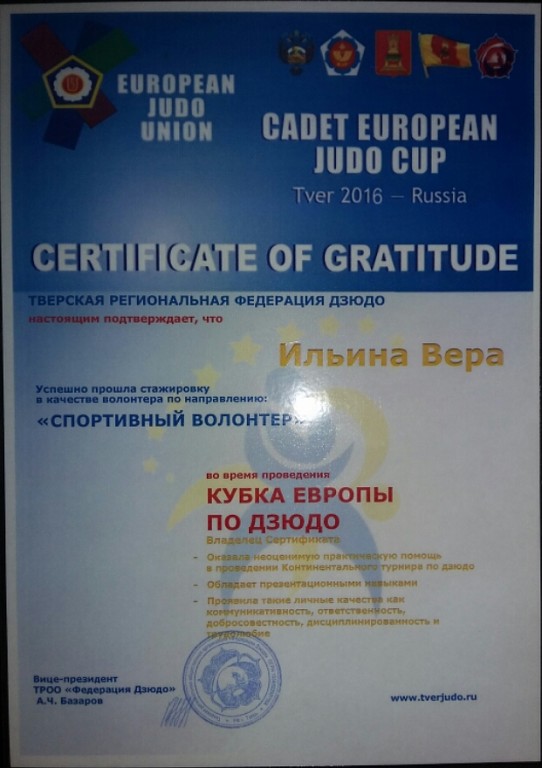 EUROPEAN
JUDO
UNION
CADET EUROPEAN
JUDO CUP
Tver 2016 – Russia
CERTIFICATE OF GRATITUDE
ТВЕРСКАЯ РЕГИОНАЛЬНАЯ ФЕДЕРАЦИЯ ДЗЮДО
настоящим подтверждает, что
Ильина Вера
Успешно прошла стажировку
в качестве волонтера по направлению:
«СПОРТИВНЫЙ ВОЛОНТЕР»
во время проведения
КУБКА ЕВРОПЫ
ПО ДЗЮДО
Владелец Сертификата
- Оказала неоценимую практическую помощь
в проведении Континентального турнира по дзюдо
- Обладает презентационными навыками
- Проявила такие личные качества как
коммуникативность, ответственность,
добросовестность, дисциплинированность и
трудолюбие
Вице-президент
ТРОО «Федерация Дзюдо»
А.Ч. Базаров
www.tverjudo.ru